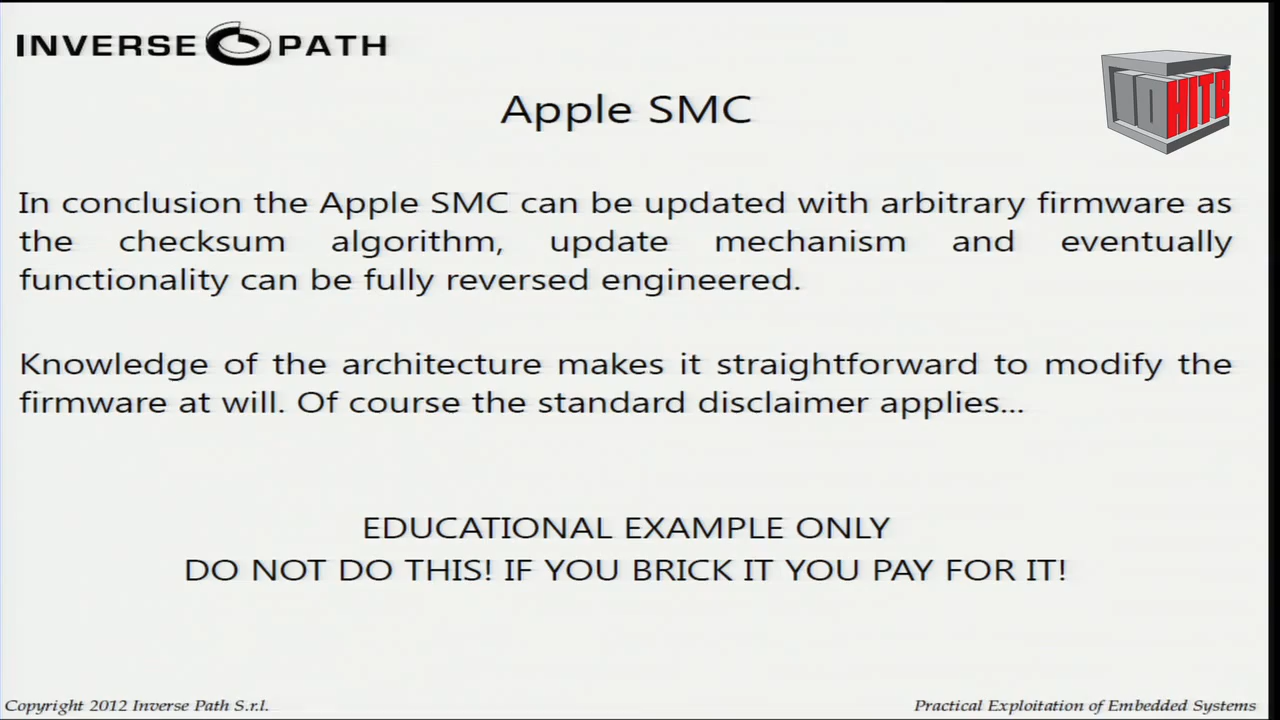 INVERSE PATH
10 HITB
Apple SMC
In conclusion the Apple SMC can be updated with arbitrary firmware as
the checksum algorithm, update mechanism and eventually
functionality can be fully reversed engineered.
Knowledge of the architecture makes it straightforward to modify the
firmware at will. Of course the standard disclaimer applies...
EDUCATIONAL EXAMPLE ONLY
DO NOT DO THIS! IF YOU BRICK IT YOU PAY FOR IT!
Copyright 2012 Inverse Path S.r.l.
Practical Exploitation of Embedded Systems